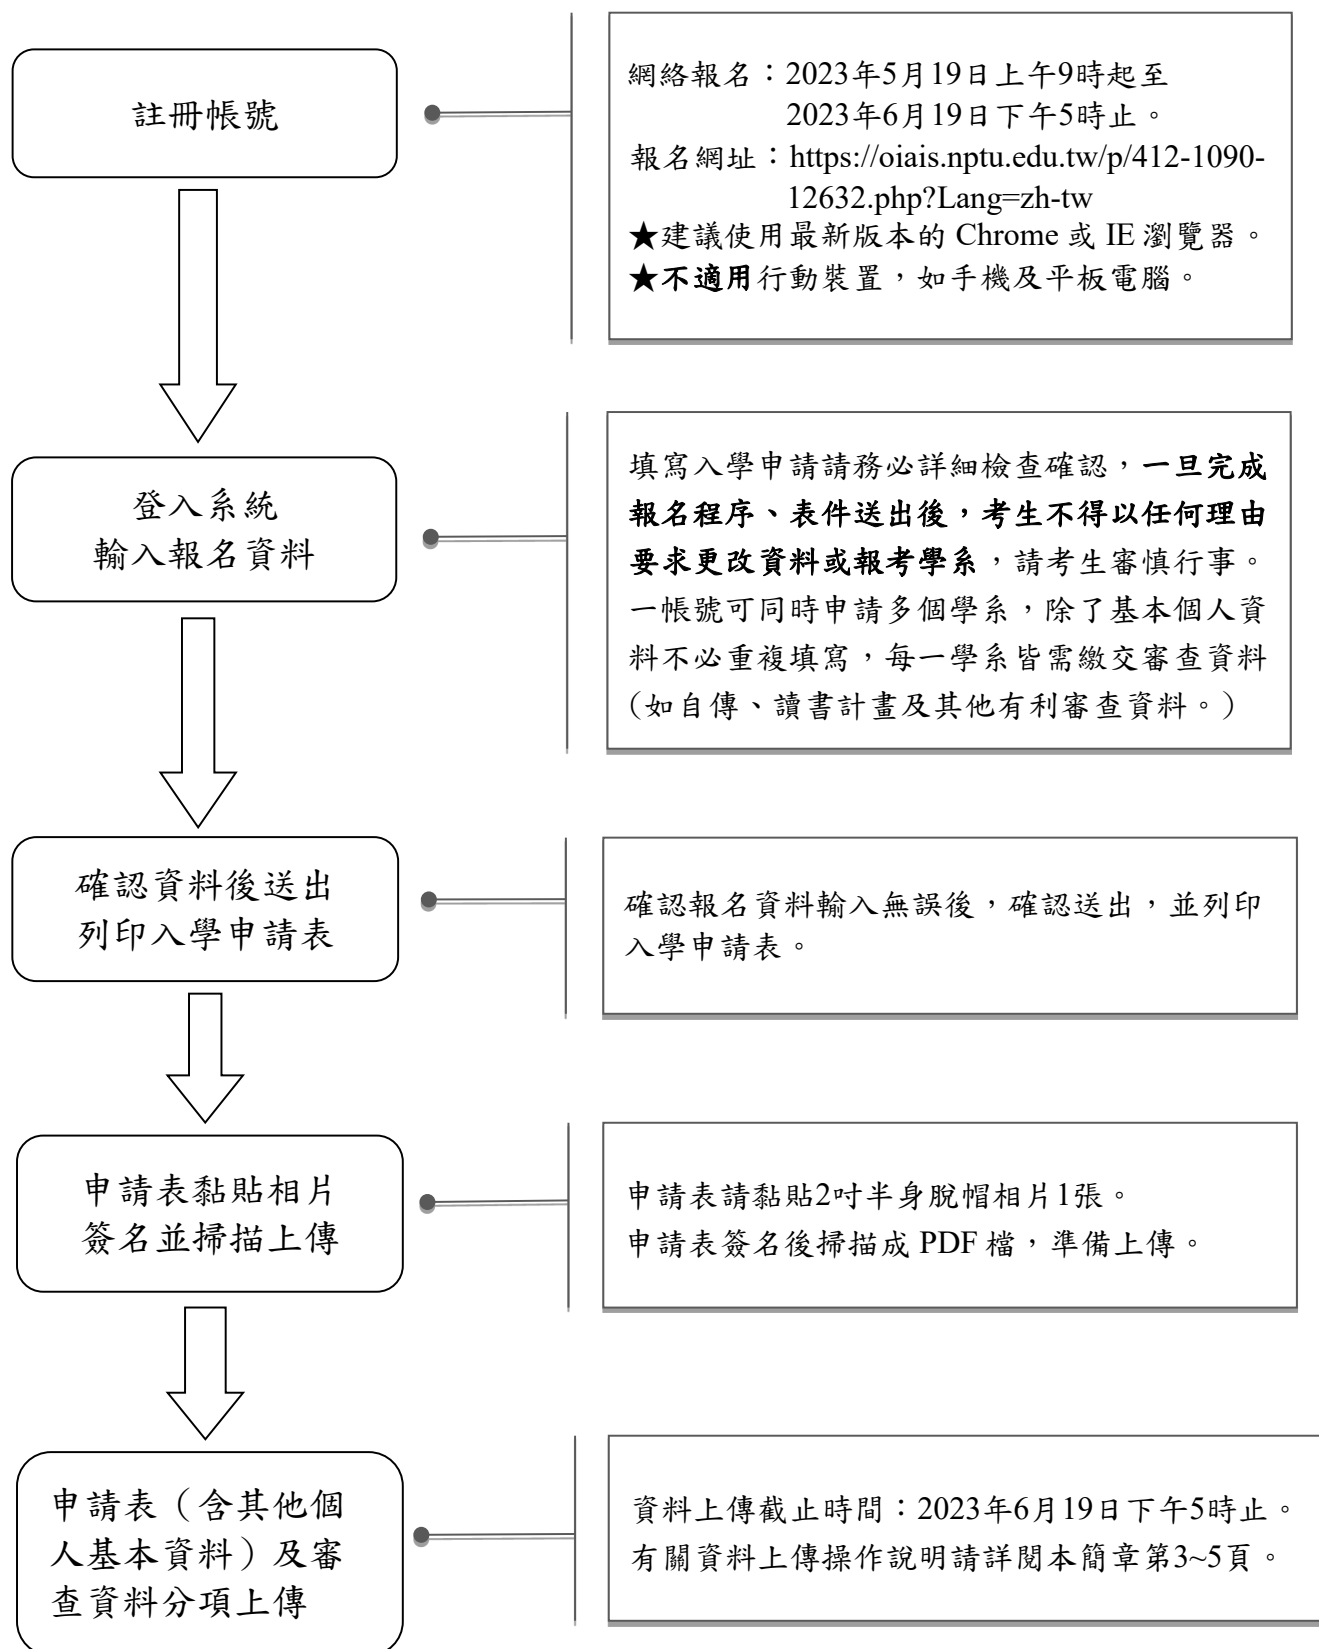 註冊帳號
網絡報名：2023年5月19日上午9時起至
2023年6月19日下午5時止。
報名網址：https://oiais.nptu.edu.tw/p/412-1090-
12632.php?Lang=zh-tw
★建議使用最新版本的 Chrome 或 IE 瀏覽器。
★不適用行動裝置，如手機及平板電腦。
登入系統
輸入報名資料
填寫入學申請請務必詳細檢查確認，一旦完成
報名程序、表件送出後，考生不得以任何理由
要求更改資料或報考學系，請考生審慎行事。
一帳號可同時申請多個學系，除了基本個人資
料不必重複填寫，每一學系皆需繳交審查資料
(如自傳、讀書計畫及其他有利審查資料。)
確認資料後送出
列印入學申請表
確認報名資料輸入無誤後，確認送出，並列印
入學申請表。
申請表黏貼相片
簽名並掃描上傳
申請表請黏貼2吋半身脫帽相片1張。
申請表簽名後掃描成 PDF 檔，準備上傳。
申請表（含其他個
人基本資料）及審
查資料分項上傳
資料上傳截止時間：2023年6月19日下午5時止。
有關資料上傳操作說明請詳閱本簡章第3~5頁。